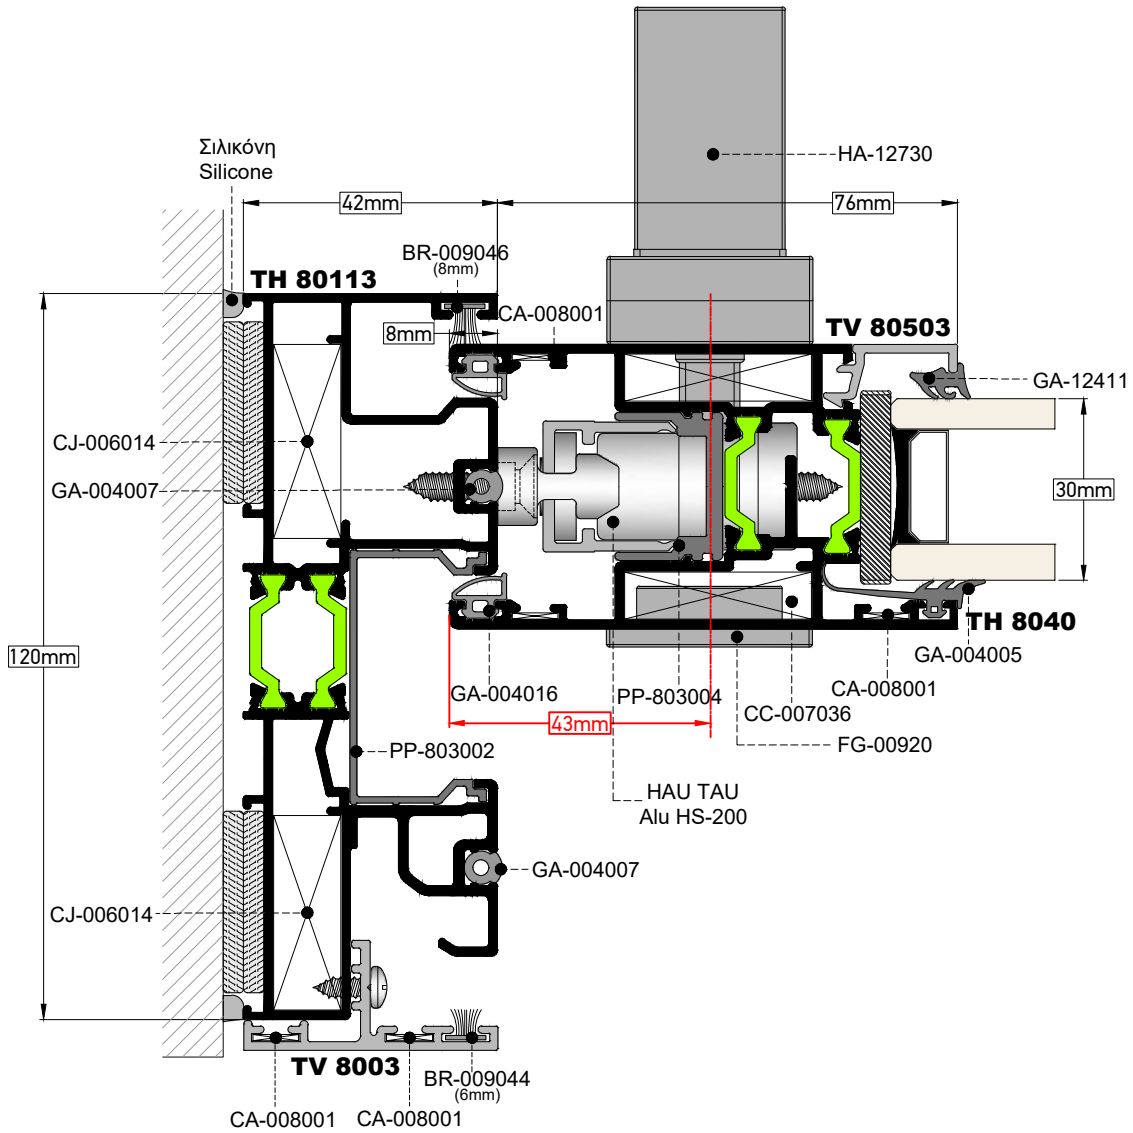 HA-12730
Σιλικόνη
Silicone
42mm
76mm
BR-009046
(8mm)
TH 80113
CA-008001
TV 80503
8mm
GA-12411
CJ-006014
GA-004007
30mm
TH 8040
120mm
GA-004005
GA-004016
PP-803004
CA-008001
CC-007036
43mm
FG-00920
PP-803002
HAU TAU
Alu HS-200
GA-004007
CJ-006014
TV 8003
BR-009044
(6mm)
CA-008001
CA-008001